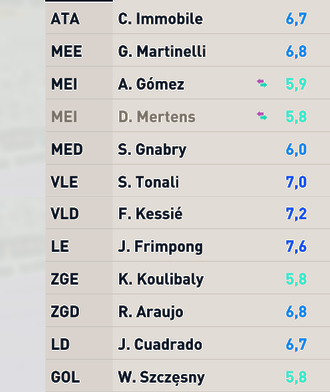 ATA C. Immobile 6,7
MEE G. Martinelli 6,8
MEI A. Gómez 5,9
MEI D. Mertens 5,8
MED S. Gnabry 6,0
VLE S. Tonali 7,0
VLD F. Kessié 7,2
LE J. Frimpong 7,6
ZGE K. Koulibaly 5,8
ZGD R. Araujo 6,8
LD J. Cuadrado 6,7
GOL W. Szczęsny 5,8